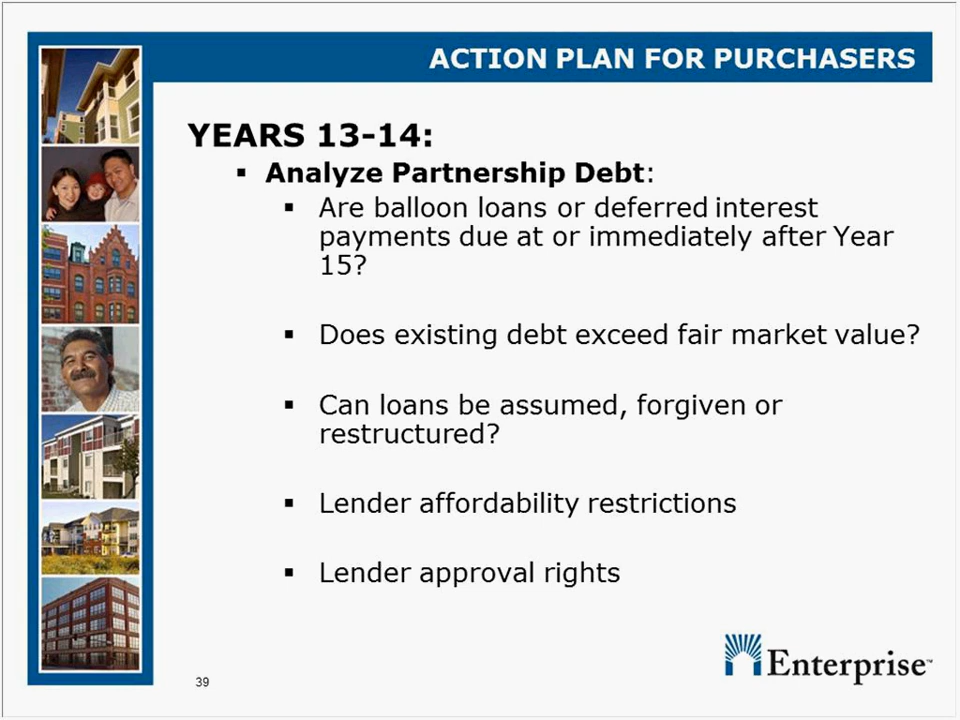 ACTION PLAN FOR PURCHASERS
YEARS 13-14:
▪ Analyze Partnership Debt:
▪ Are balloon loans or deferred interest
payments due at or immediately after Year
15?
▪ Does existing debt exceed fair market value?
▪ Can loans be assumed, forgiven or
restructured?
▪ Lender affordability restrictions
▪ Lender approval rights
Enterprise™
39